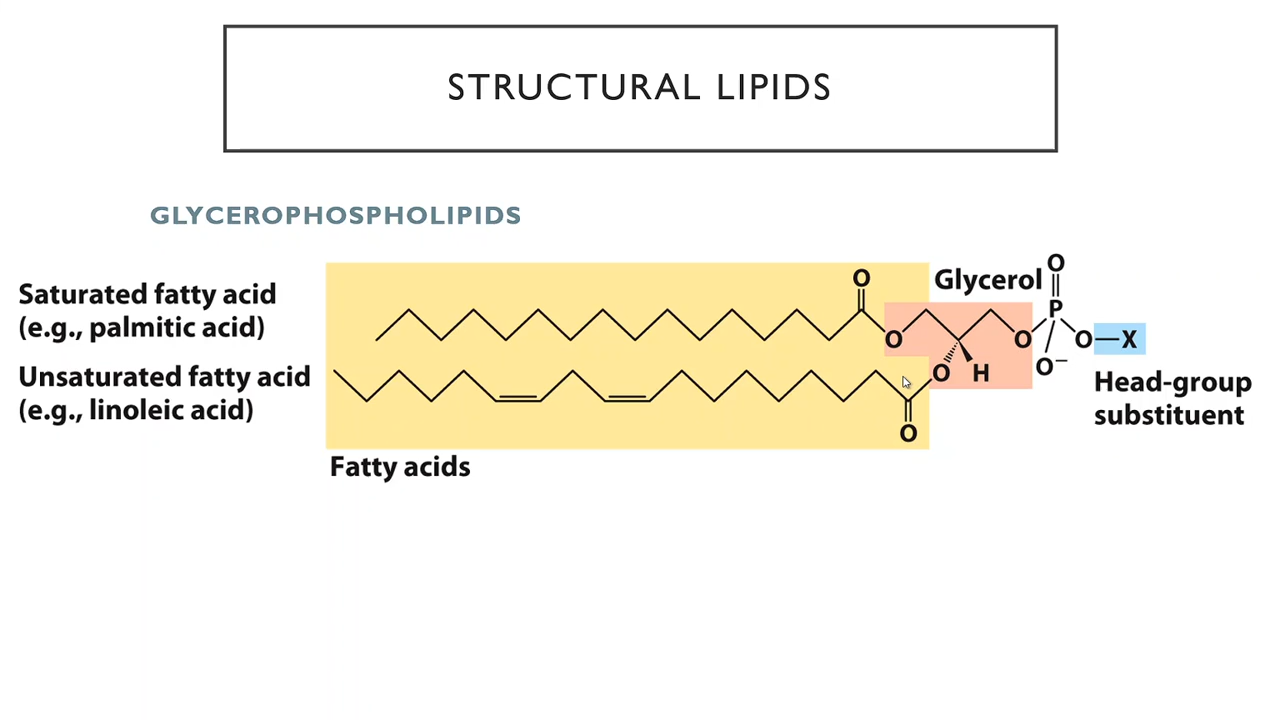 STRUCTURAL LIPIDS
GLYCEROPHOSPHOLIPIDS
Saturated fatty acid
(e.g., palmitic acid)
Unsaturated fatty acid
(e.g., linoleic acid)
Fatty acids
O
O
O
O
Glycerol
O
H
O
P
O
O–
O—X
Head-group
substituent